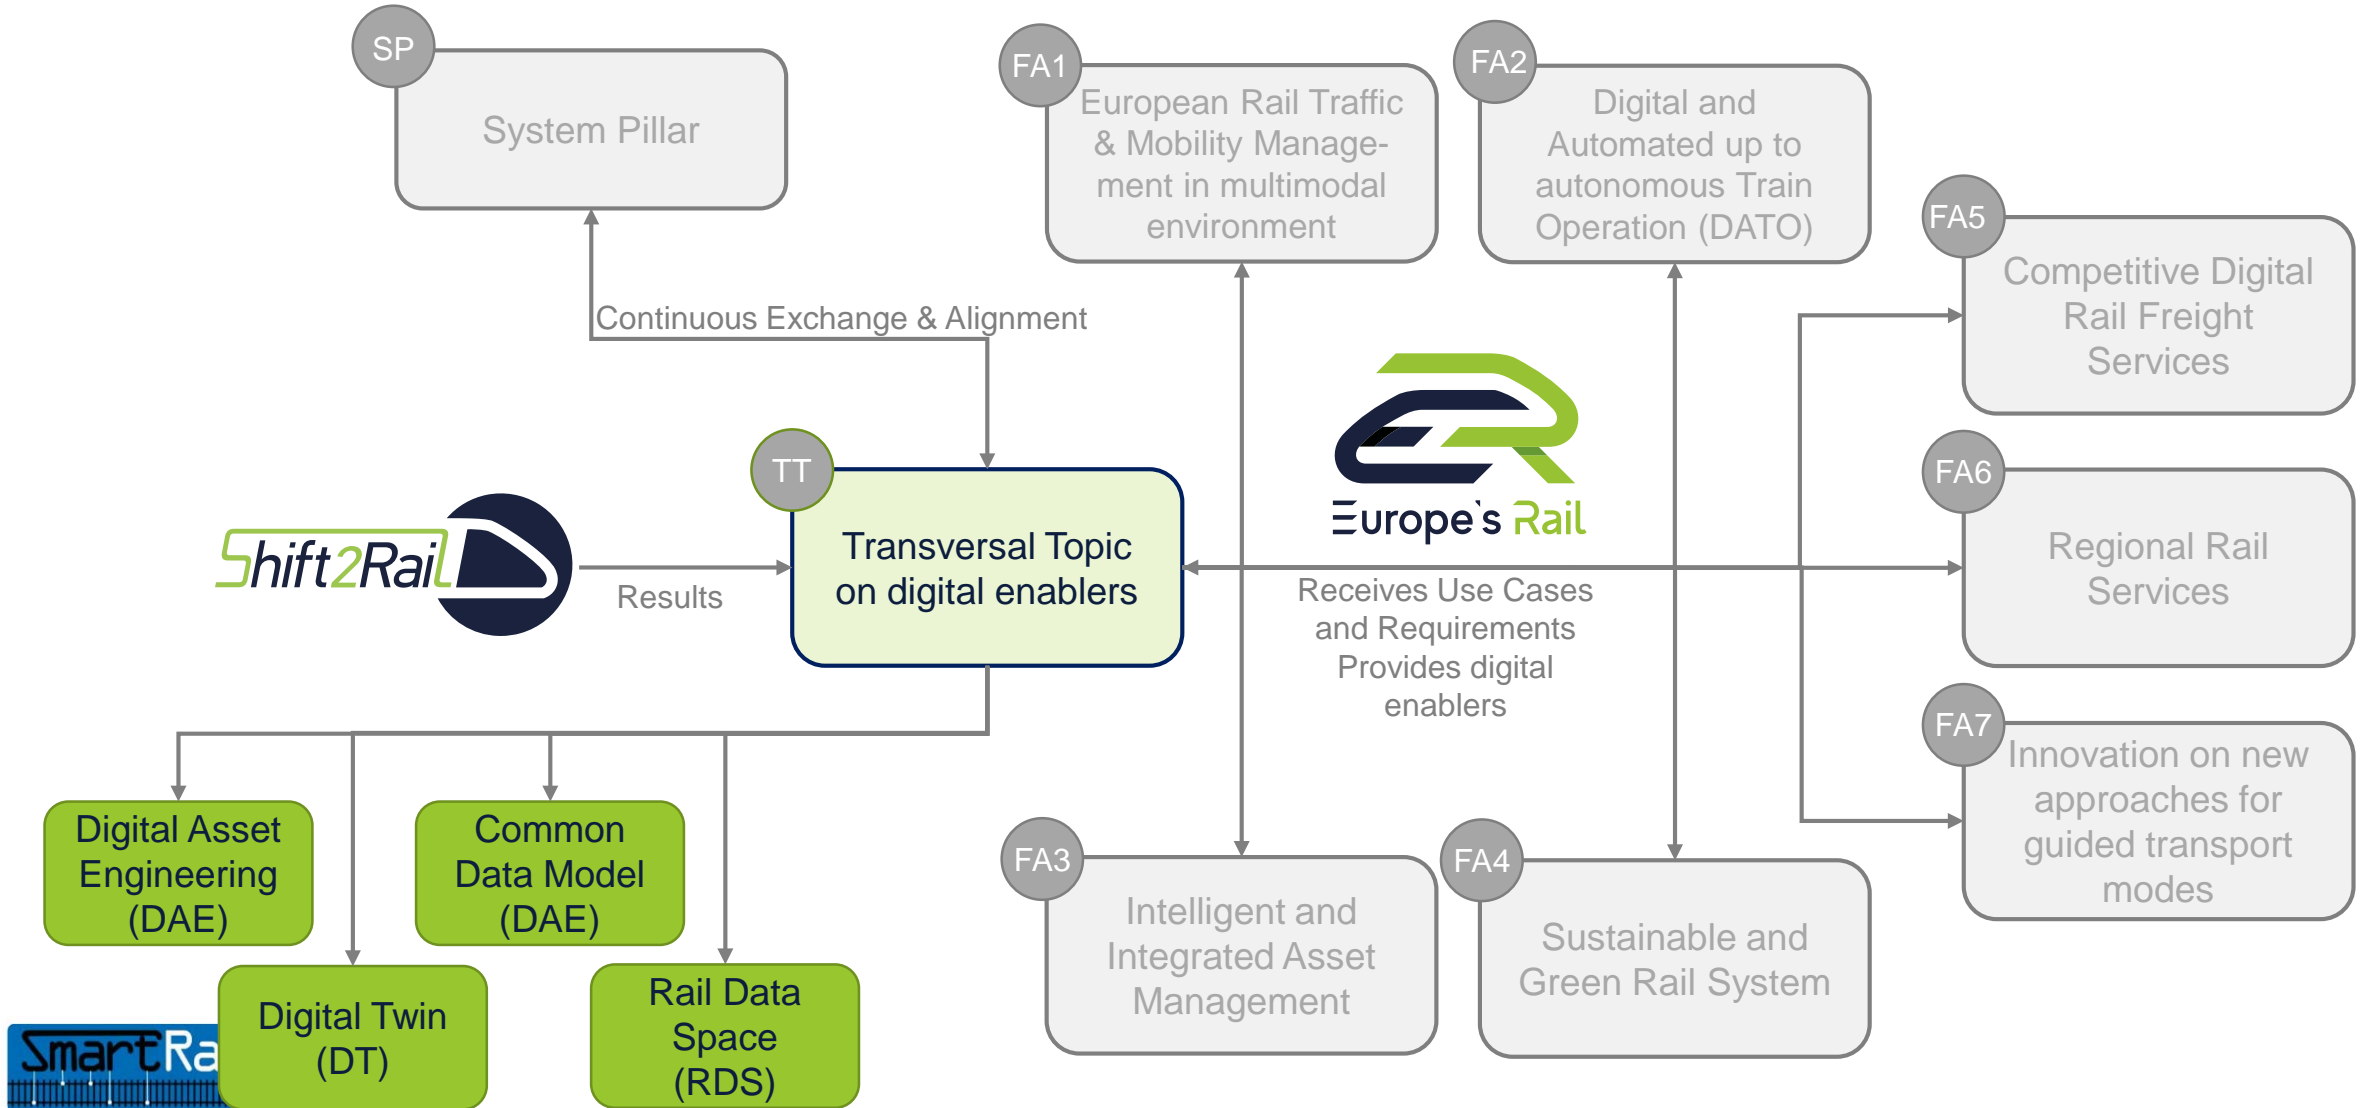 SP
System Pillar
FA1
European Rail Traffic
& Mobility Manage-
ment in multimodal
environment
FA2
Digital and
Automated up to
autonomous Train
Operation (DATO)
FA5
Competitive Digital
Rail Freight
Services
Continuous Exchange & Alignment
Europe's Rail
TT
Transversal Topic
on digital enablers
Shift2Rail
Results
Receives Use Cases
and Requirements
Provides digital
enablers
FA6
Regional Rail
Services
FA7
Innovation on new
approaches for
guided transport
modes
Digital Asset
Engineering
(DAE)
Common
Data Model
(DAE)
Digital Twin
(DT)
Rail Data
Space
(RDS)
FA3
Intelligent and
Integrated Asset
Management
FA4
Sustainable and
Green Rail System
SmartRa